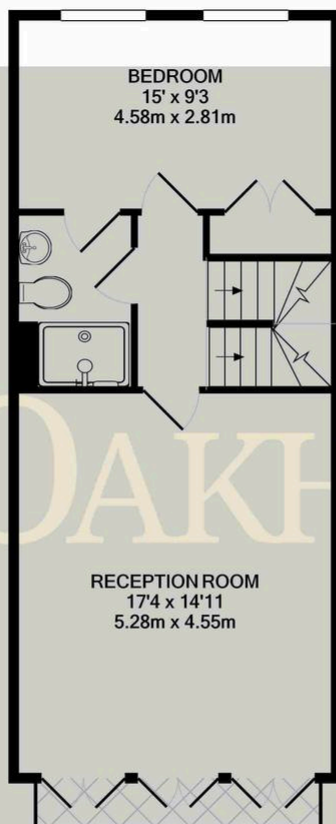 BEDROOM
15' x 9'3
4.58m x 2.81m
OAKH
RECEPTION ROOM
17'4 x 14'11
5.28m x 4.55m